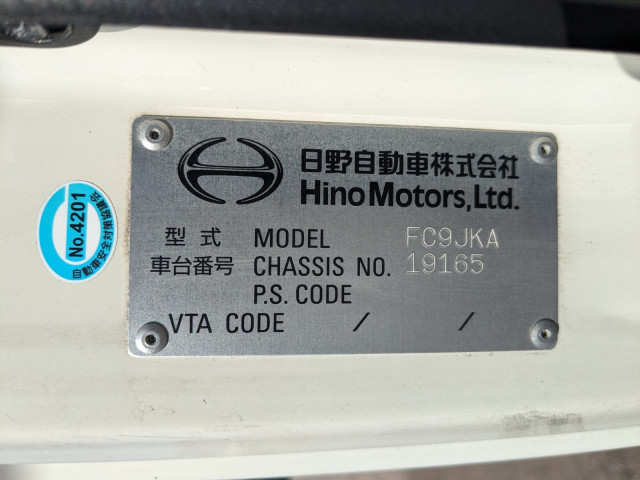 日野自動車株式会社
Hino Motors, Ltd.
型式 MODEL FC9JKA
車台番号 CHASSIS NO. 19165
P.S. CODE
VTA CODE / /
No.4201